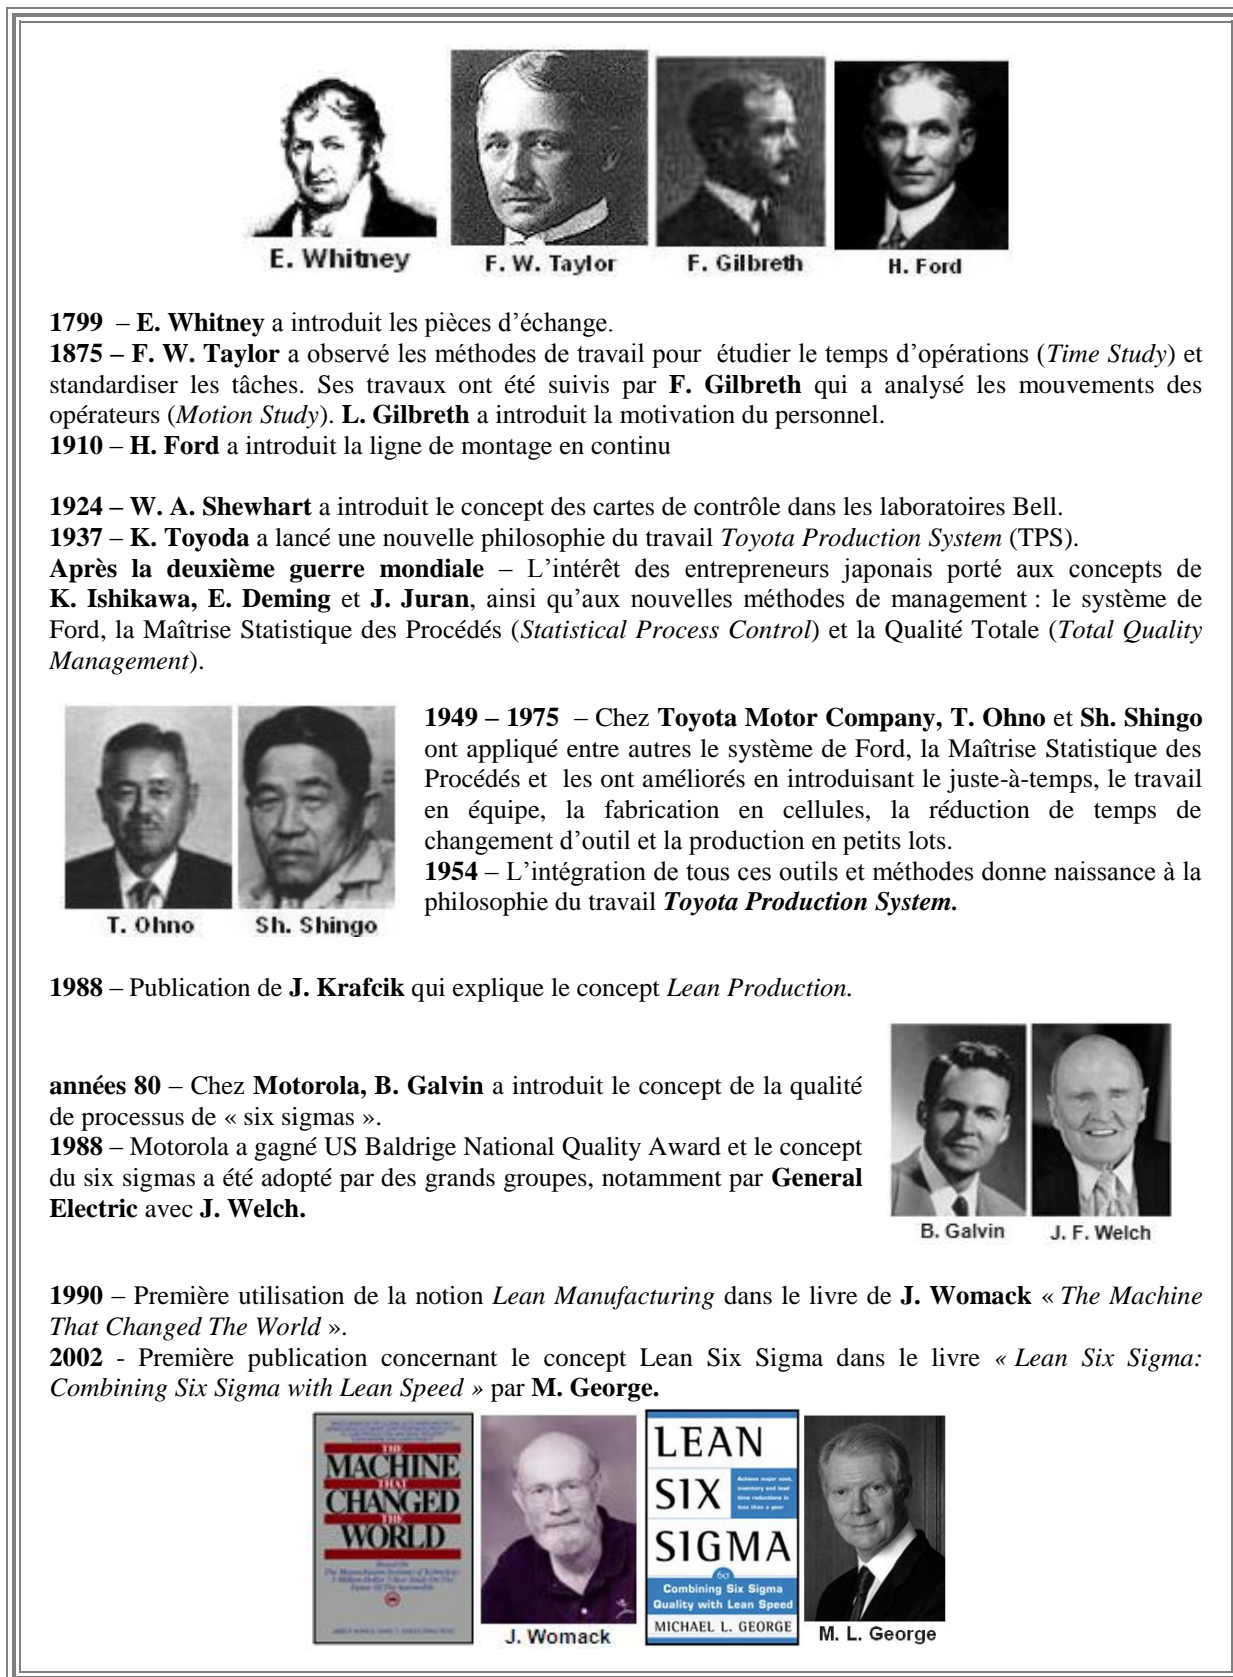 E. Whitney
F. W. Taylor
F. Gilbreth
H. Ford
1799 – E. Whitney a introduit les pièces d’échange.
1875 – F. W. Taylor a observé les méthodes de travail pour étudier le temps d’opérations (Time Study) et
standardiser les tâches. Ses travaux ont été suivis par F. Gilbreth qui a analysé les mouvements des
opérateurs (Motion Study). L. Gilbreth a introduit la motivation du personnel.
1910 – H. Ford a introduit la ligne de montage en continu
1924 – W. A. Shewhart a introduit le concept des cartes de contrôle dans les laboratoires Bell.
1937 – K. Toyoda a lancé une nouvelle philosophie du travail Toyota Production System (TPS).
Après la deuxième guerre mondiale – L’intérêt des entrepreneurs japonais porté aux concepts de
K. Ishikawa, E. Deming et J. Juran, ainsi qu’aux nouvelles méthodes de management : le système de
Ford, la Maîtrise Statistique des Procédés (Statistical Process Control) et la Qualité Totale (Total Quality
Management).
1949 – 1975 – Chez Toyota Motor Company, T. Ohno et Sh. Shingo
ont appliqué entre autres le système de Ford, la Maîtrise Statistique des
Procédés et les ont améliorés en introduisant le juste-à-temps, le travail
en équipe, la fabrication en cellules, la réduction de temps de
changement d’outil et la production en petits lots.
1954 – L’intégration de tous ces outils et méthodes donne naissance à la
philosophie du travail Toyota Production System.
T. Ohno
Sh. Shingo
1988 – Publication de J. Krafcik qui explique le concept Lean Production.
années 80 – Chez Motorola, B. Galvin a introduit le concept de la qualité
de processus de « six sigmas ».
1988 – Motorola a gagné US Baldrige National Quality Award et le concept
du six sigmas a été adopté par des grands groupes, notamment par General
Electric avec J. Welch.
B. Galvin
J. F. Welch
1990 – Première utilisation de la notion Lean Manufacturing dans le livre de J. Womack « The Machine
That Changed The World ».
2002 - Première publication concernant le concept Lean Six Sigma dans le livre « Lean Six Sigma:
Combining Six Sigma with Lean Speed » par M. George.
THE
MACHINE
THAT
CHANGED
THE
WORLD
J. Womack
LEAN
SIX
Achieve major cost,
inventory and lead
time reductions in
less than a year
SIGMA
6σ
Combining Six Sigma
Quality with Lean Speed
MICHAEL L. GEORGE
M. L. George